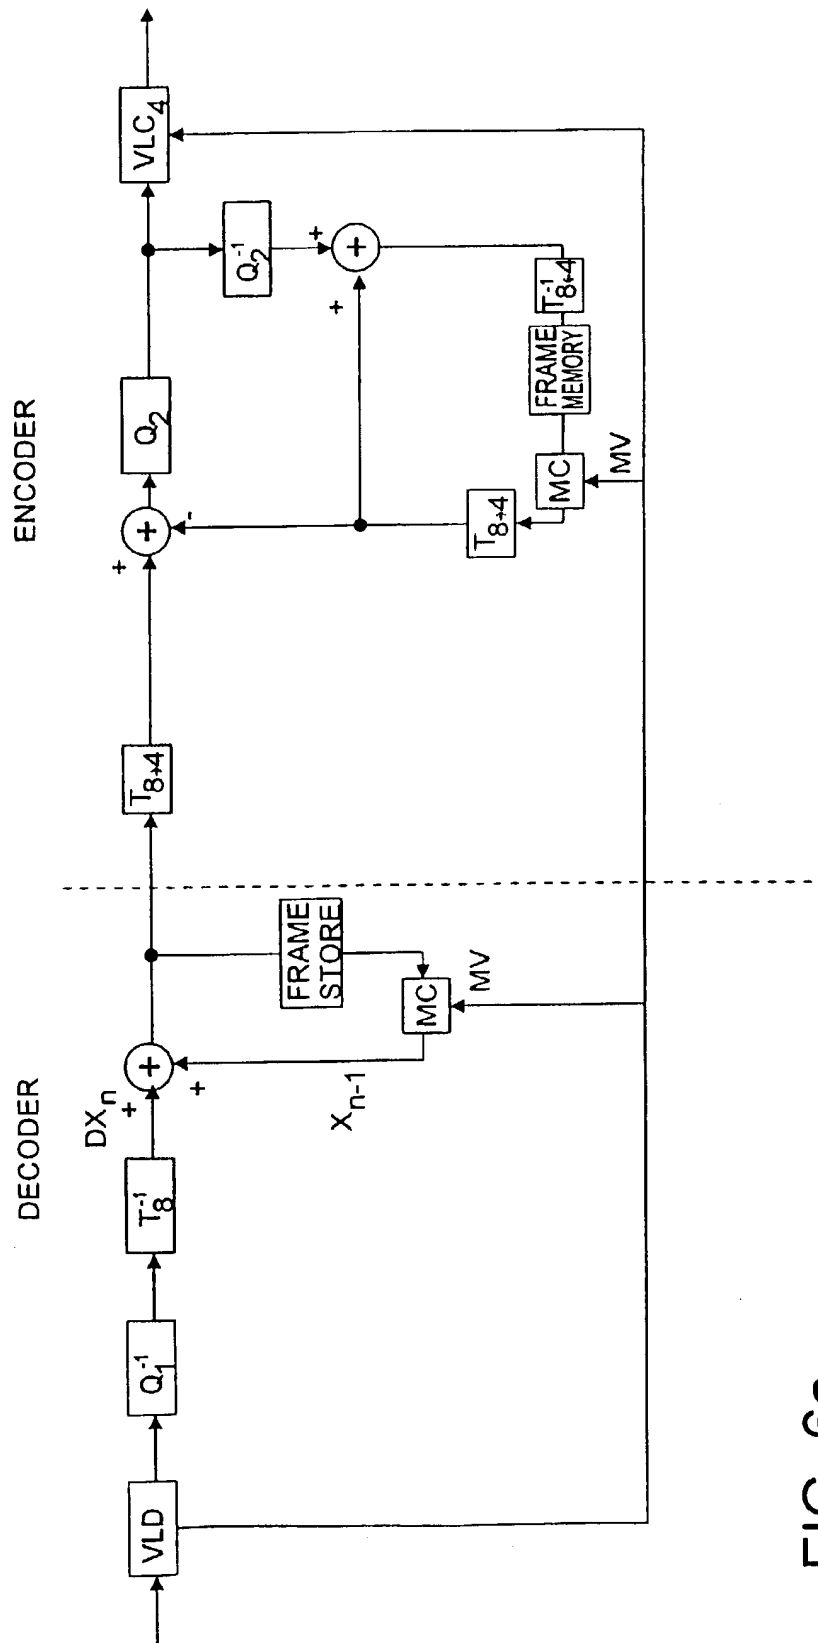 DECODER
ENCODER
VLD
Q₁⁻¹
T₈⁻¹
DXₙ
+
+
+
Xₙ₋₁
FRAME
STORE
MC
MV
T₈₊₄
+
+
-
Q₂
VLC₄
Q₂⁻¹
+
+
+
T₈₊₄⁻¹
FRAME
MEMORY
MC
MV
T₈₊₄
FIG